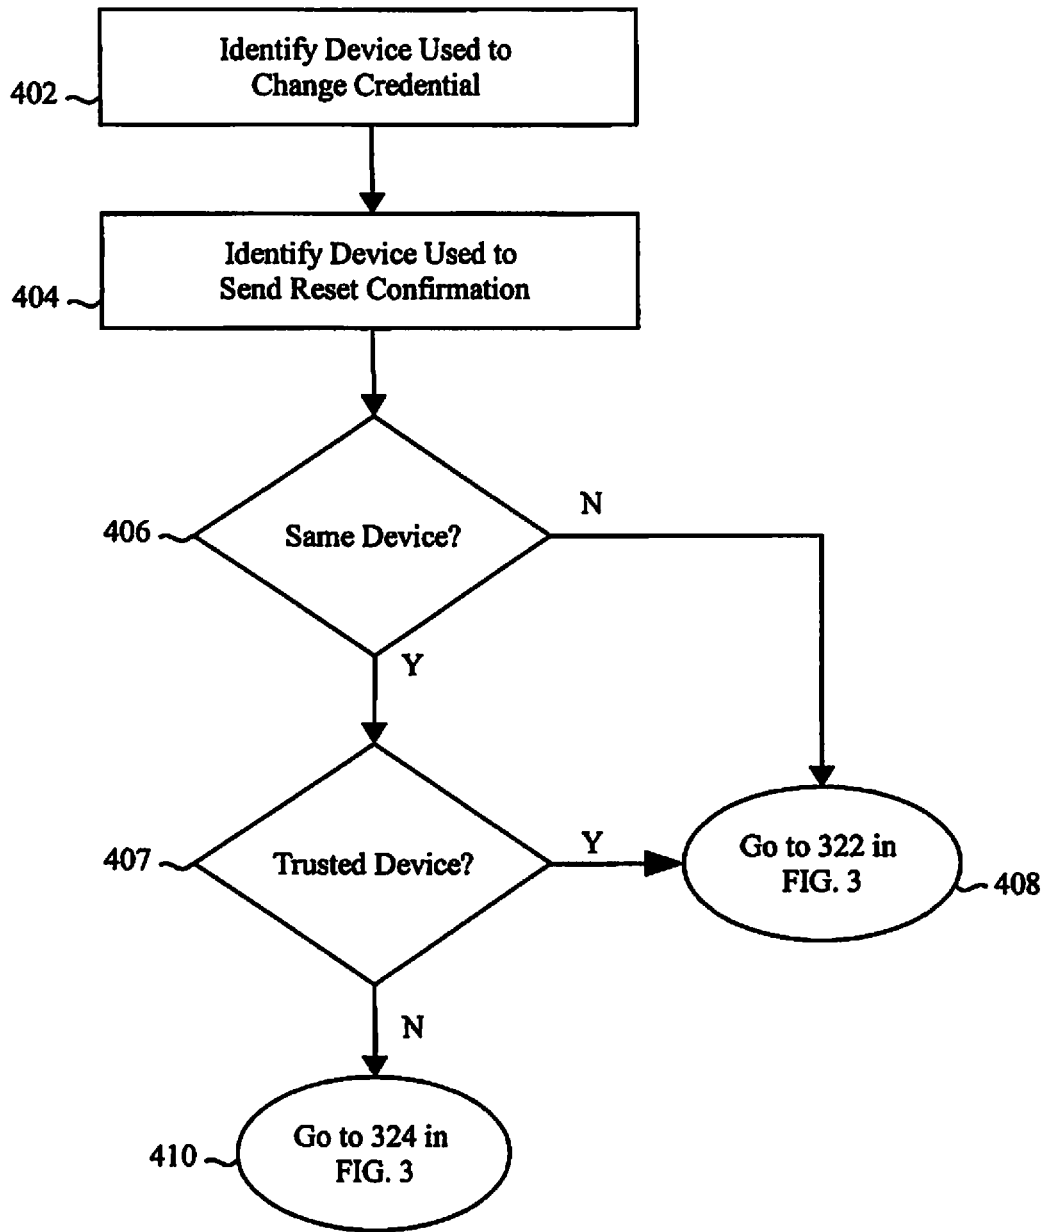 Identify Device Used to
Change Credential
402
Identify Device Used to
Send Reset Confirmation
404
N
406
Same Device?
Y
407
Trusted Device?
Y
Go to 322 in
FIG. 3
408
N
410
Go to 324 in
FIG. 3